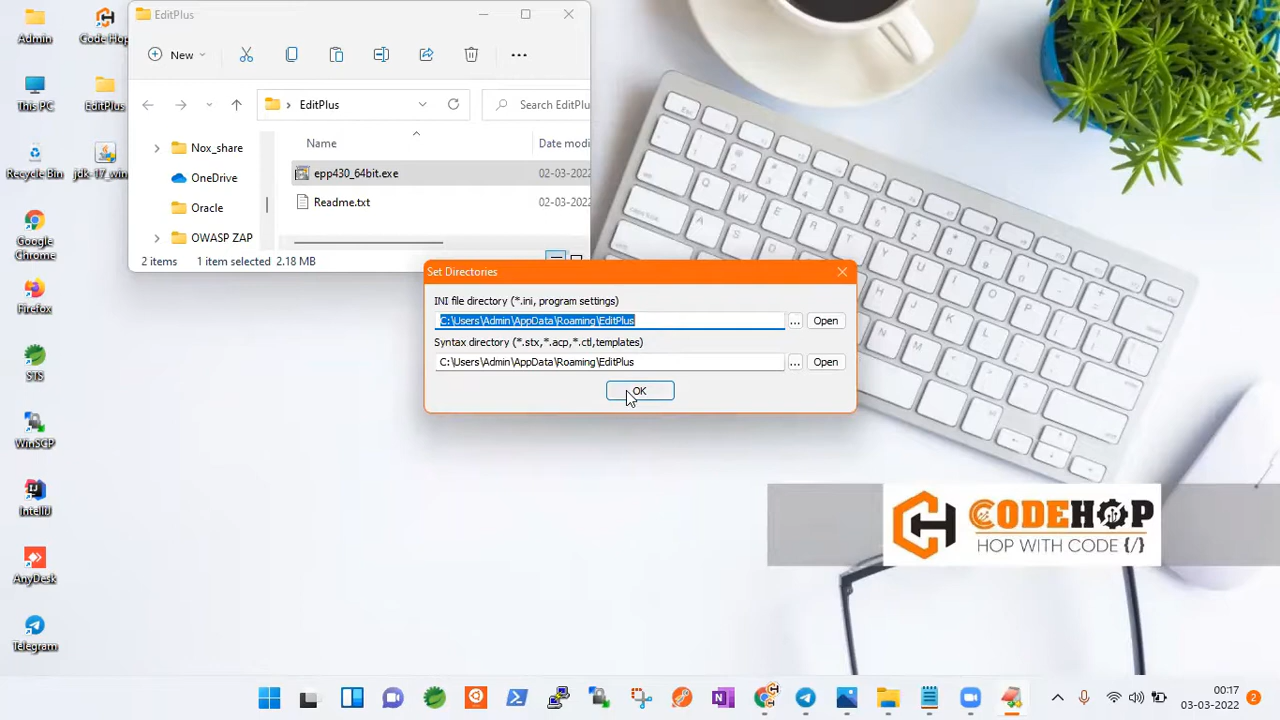 EditPlus
Admin
Code Hop
New
EditPlus
Search EditPlu
This PC
EditPlus
Name
Date modi
Nox_share
epp430_64bit.exe
02-03-2022
OneDrive
Recycle Bin
jdk-17_win
Oracle
Readme.txt
02-03-2022
OWASP ZAP
2 items
1 item selected 2.18 MB
Google
Chrome
Set Directories
INI file directory (*.ini, program settings)
C:\Users\Admin\AppData\Roaming\EditPlus
...
Open
Syntax directory (*.stx,*.acp,*.ctl,templates)
C:\Users\Admin\AppData\Roaming\EditPlus
...
Open
OK
Firefox
STS
WinSCP
IntelliJ
AnyDesk
Telegram
CODEHOP
HOP WITH CODE {/}
00:17
03-03-2022
2